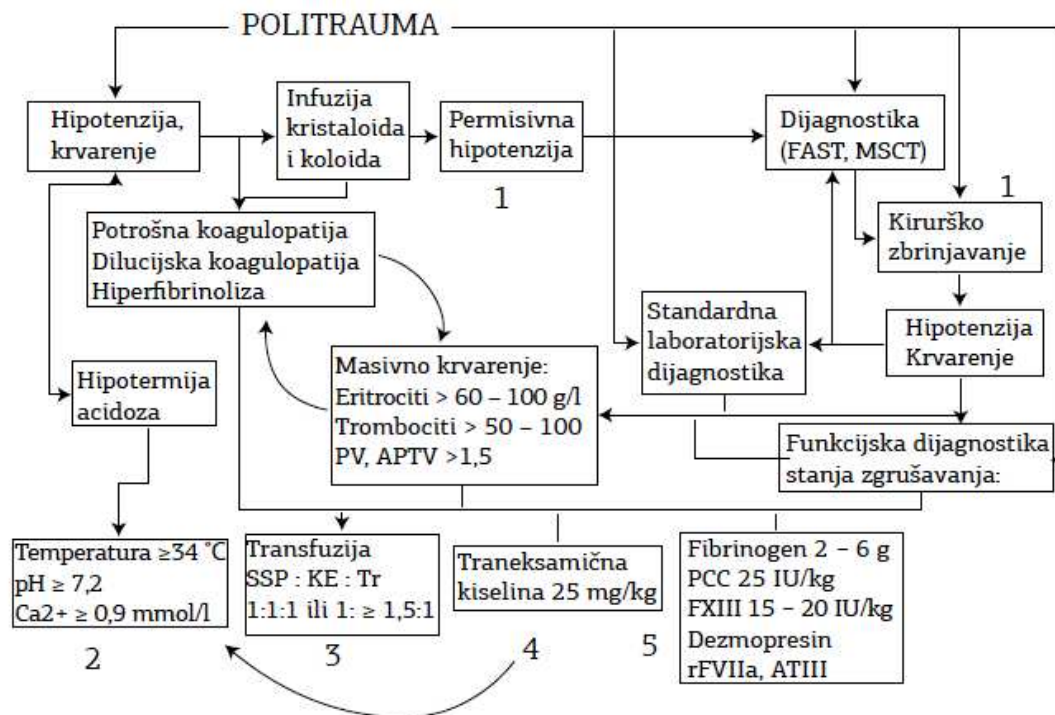 POLITRAUMA
Hipotenzija,
krvarenje
Infuzija
kristaloida
i koloida
Permisivna
hipotenzija
1
Dijagnostika
(FAST, MSCT)
1
Kirurško
zbrinjavanje
Potrošna koagulopatija
Dilucijska koagulopatija
Hiperfibrinoliza
Standardna
laboratorijska
dijagnostika
Hipotenzija
Krvarenje
Hipotermija
acidoza
Masivno krvarenje:
Eritrociti > 60 – 100 g/l
Trombociti > 50 – 100
PV, APTV >1,5
Funkcijska dijagnostika
stanja zgrušavanja:
Temperatura ≥34 °C
pH ≥ 7,2
Ca2+ ≥ 0,9 mmol/l
2
Transfuzija
SSP : KE : Tr
1:1:1 ili 1: ≥ 1,5:1
3
Traneksamična
kiselina 25 mg/kg
4
5
Fibrinogen 2 – 6 g
PCC 25 IU/kg
FXIII 15 – 20 IU/kg
Dezmopresin
rFVIIa, ATIII